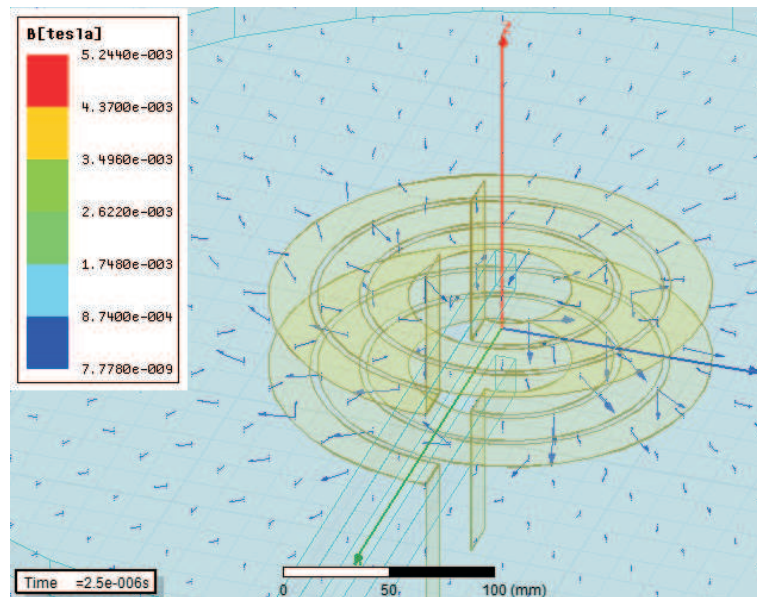 B[tesla]
5.2440e-003
4.3700e-003
3.4960e-003
2.6220e-003
1.7480e-003
8.7400e-004
7.7780e-009
Z
Time =2.5e-006s
0 50 100 (mm)